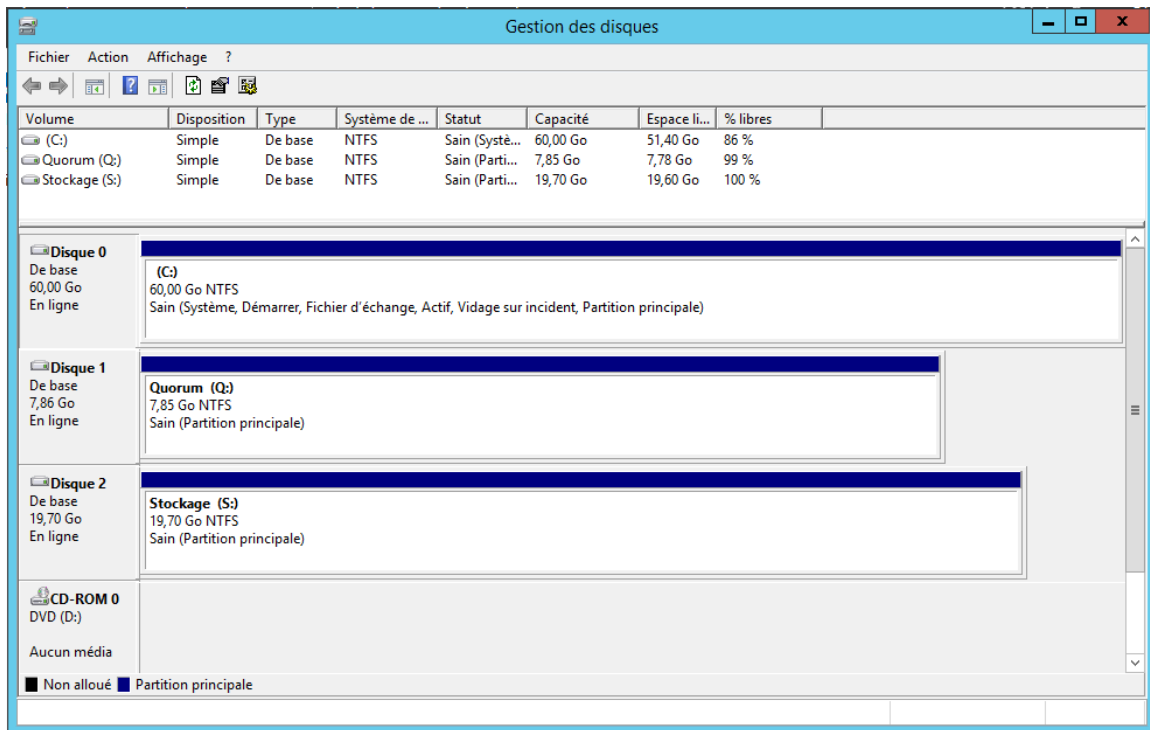 Gestion des disques
Fichier Action Affichage ?
Volume Disposition Type Système de ... Statut Capacité Espace li... % libres
(C:) Simple De base NTFS Sain (Systè... 60,00 Go 51,40 Go 86 %
Quorum (Q:) Simple De base NTFS Sain (Parti... 7,85 Go 7,78 Go 99 %
Stockage (S:) Simple De base NTFS Sain (Parti... 19,70 Go 19,60 Go 100 %
Disque 0
De base
60,00 Go
En ligne
(C:)
60,00 Go NTFS
Sain (Système, Démarrer, Fichier d'échange, Actif, Vidage sur incident, Partition principale)
Disque 1
De base
7,86 Go
En ligne
Quorum (Q:)
7,85 Go NTFS
Sain (Partition principale)
Disque 2
De base
19,70 Go
En ligne
Stockage (S:)
19,70 Go NTFS
Sain (Partition principale)
CD-ROM 0
DVD (D:)
Aucun média
Non alloué Partition principale